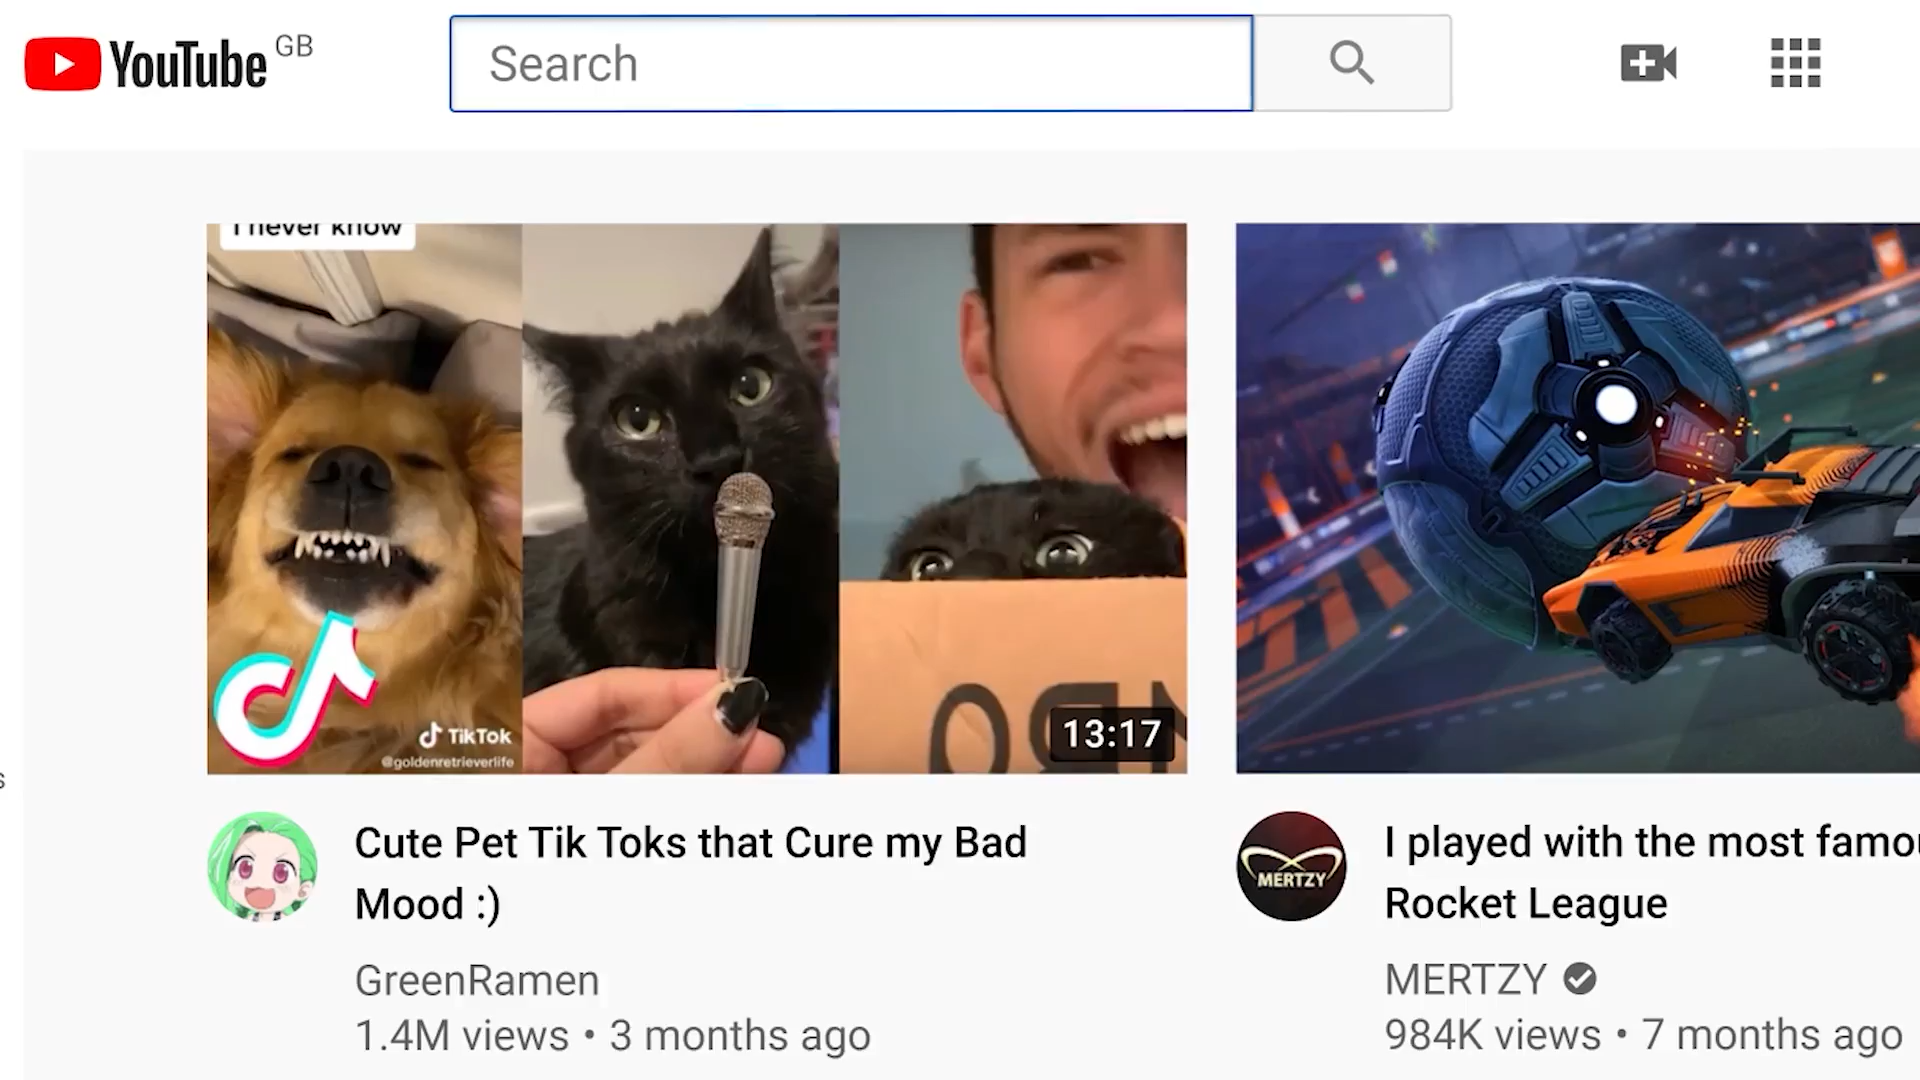 YouTube GB
Search
I never know
TikTok
@goldenretrieverlife
13:17
Cute Pet Tik Toks that Cure my Bad
Mood :)
GreenRamen
1.4M views • 3 months ago
MERTZY
I played with the most
Rocket League
MERTZY
984K views • 7 months ago